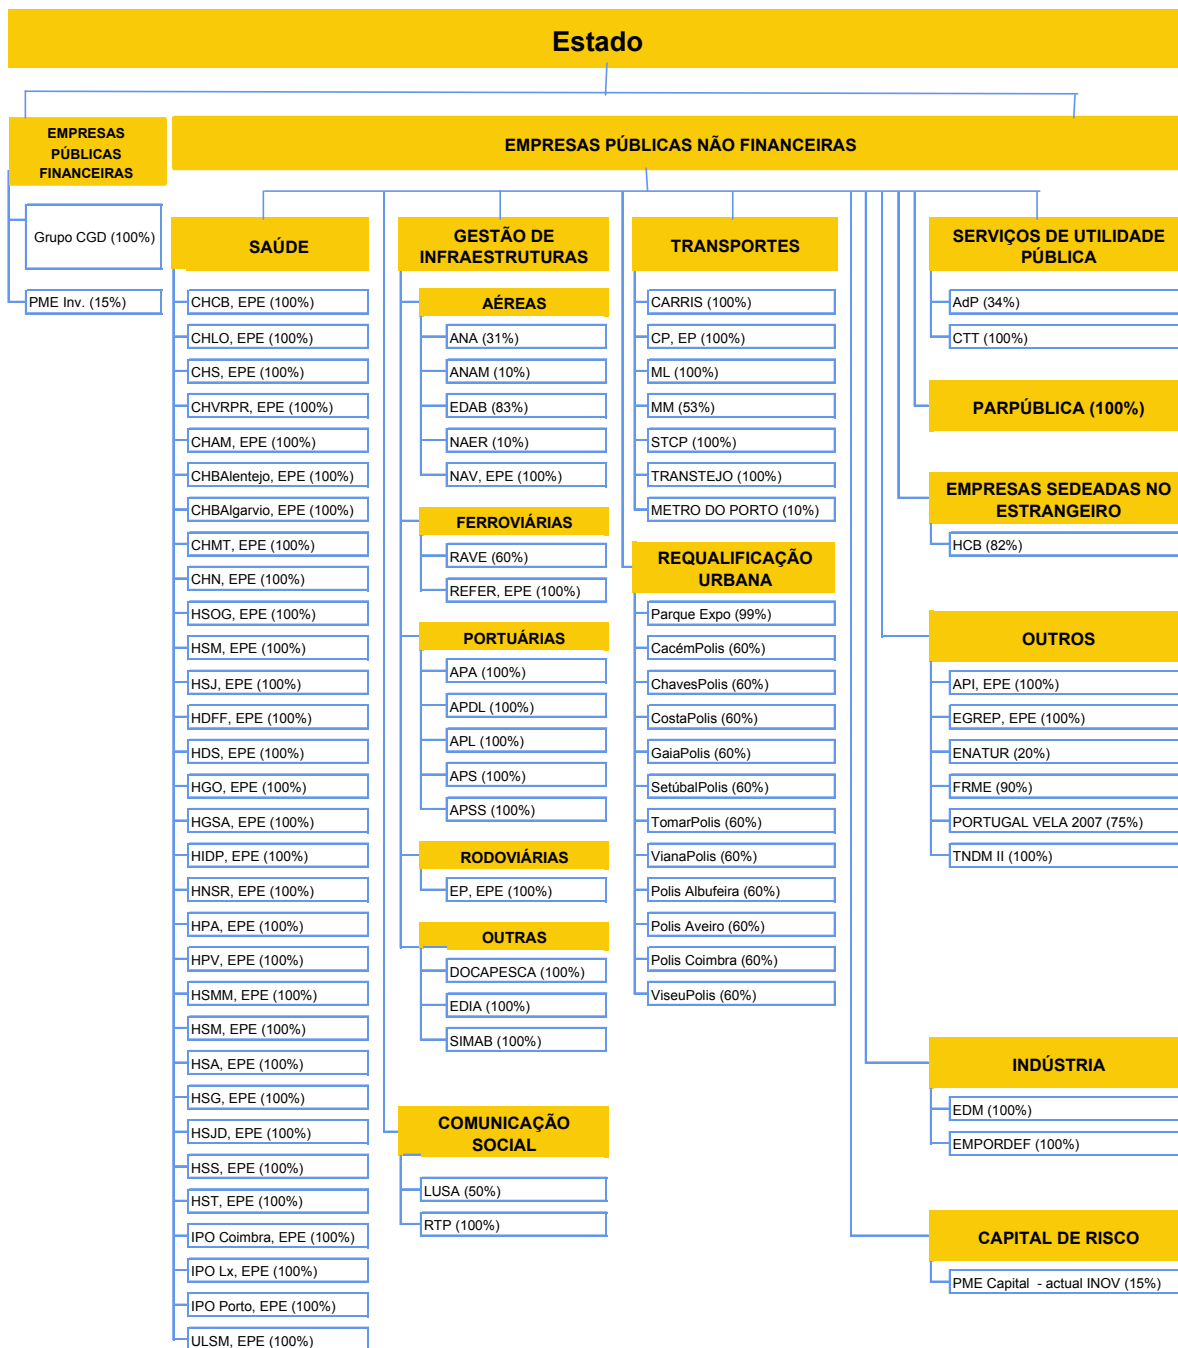 Estado
EMPRESAS
PÚBLICAS
FINANCEIRAS
Grupo CGD (100%)
PME Inv. (15%)
EMPRESAS PÚBLICAS NÃO FINANCEIRAS
SAÚDE
CHCB, EPE (100%)
CHLO, EPE (100%)
CHS, EPE (100%)
CHVRPR, EPE (100%)
CHAM, EPE (100%)
CHBAlentejo, EPE (100%)
CHBAlgarvio, EPE (100%)
CHMT, EPE (100%)
CHN, EPE (100%)
HSOG, EPE (100%)
HSM, EPE (100%)
HSJ, EPE (100%)
HDFF, EPE (100%)
HDS, EPE (100%)
HGO, EPE (100%)
HGSA, EPE (100%)
HIDP, EPE (100%)
HNSR, EPE (100%)
HPA, EPE (100%)
HPV, EPE (100%)
HSMM, EPE (100%)
HSM, EPE (100%)
HSA, EPE (100%)
HSG, EPE (100%)
HSJD, EPE (100%)
HSS, EPE (100%)
HST, EPE (100%)
IPO Coimbra, EPE (100%)
IPO Lx, EPE (100%)
IPO Porto, EPE (100%)
ULSM, EPE (100%)
GESTÃO DE
INFRAESTRUTURAS
AÉREAS
ANA (31%)
ANAM (10%)
EDAB (83%)
NAER (10%)
NAV, EPE (100%)
FERROVIÁRIAS
RAVE (60%)
REFER, EPE (100%)
PORTUÁRIAS
APA (100%)
APDL (100%)
APL (100%)
APS (100%)
APSS (100%)
RODOVIÁRIAS
EP, EPE (100%)
OUTRAS
DOCAPESCA (100%)
EDIA (100%)
SIMAB (100%)
COMUNICAÇÃO
SOCIAL
LUSA (50%)
RTP (100%)
TRANSPORTES
CARRIS (100%)
CP, EP (100%)
ML (100%)
MM (53%)
STCP (100%)
TRANSTEJO (100%)
METRO DO PORTO (10%)
REQUALIFICAÇÃO
URBANA
Parque Expo (99%)
CacémPolis (60%)
ChavesPolis (60%)
CostaPolis (60%)
GaiaPolis (60%)
SetúbalPolis (60%)
TomarPolis (60%)
VianaPolis (60%)
Polis Albufeira (60%)
Polis Aveiro (60%)
Polis Coimbra (60%)
ViseuPolis (60%)
SERVIÇOS DE UTILIDADE
PÚBLICA
AdP (34%)
CTT (100%)
PARPÚBLICA (100%)
EMPRESAS SEDEADAS NO
ESTRANGEIRO
HCB (82%)
OUTROS
API, EPE (100%)
EGREP, EPE (100%)
ENATUR (20%)
FRME (90%)
PORTUGAL VELA 2007 (75%)
TNDM II (100%)
INDÚSTRIA
EDM (100%)
EMPORDEF (100%)
CAPITAL DE RISCO
PME Capital - actual INOV (15%)